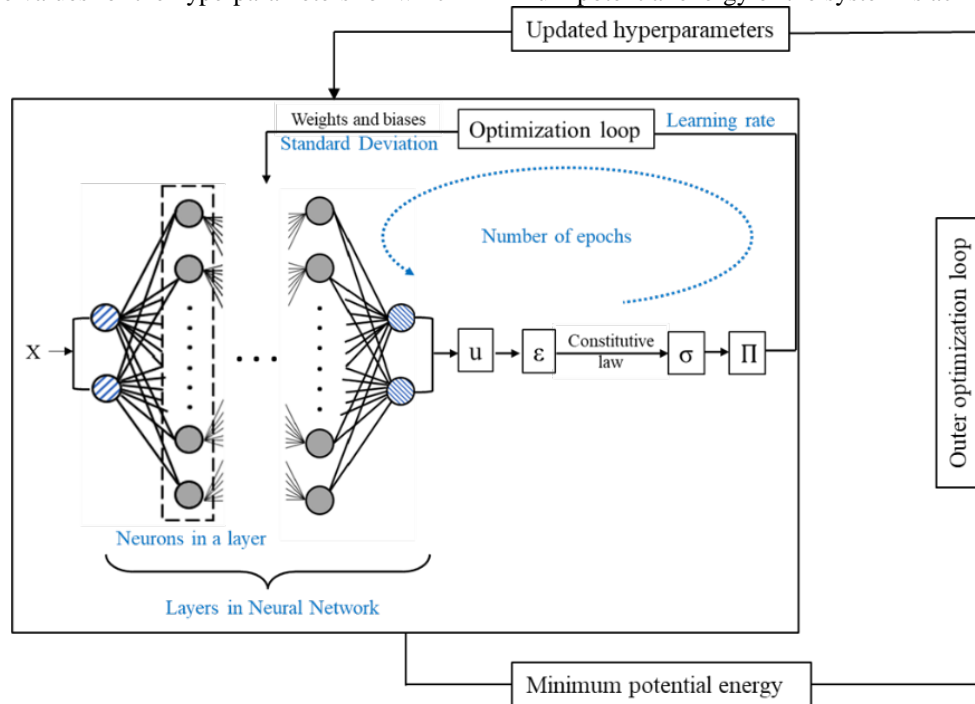 Updated hyperparameters
Weights and biases
Standard Deviation
Optimization loop
Learning rate
Number of epochs
X
u
ε
Constitutive
law
σ
Π
Outer optimization loop
Neurons in a layer
Layers in Neural Network
Minimum potential energy